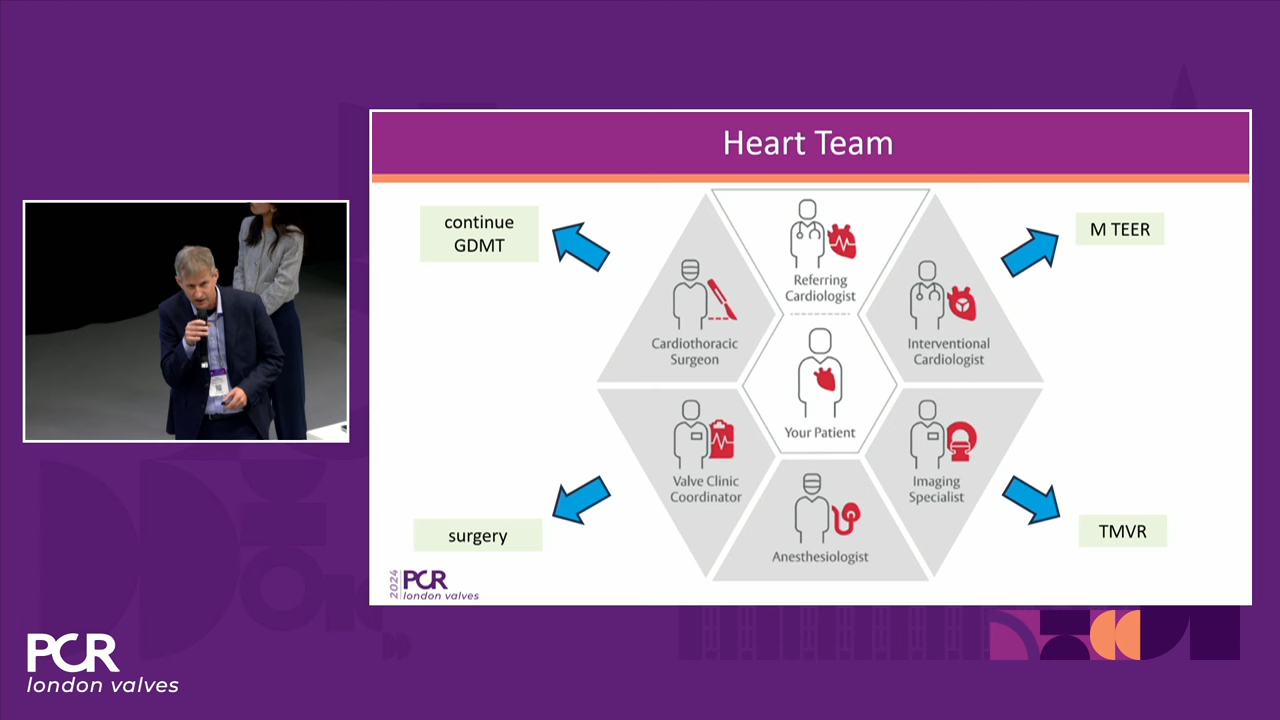 Heart Team
continue
GDMT
M TEER
Referring
Cardiologist
Cardiothoracic
Surgeon
Interventional
Cardiologist
Your Patient
Valve Clinic
Coordinator
Imaging
Specialist
Anesthesiologist
surgery
TMVR
2024
PCR
london valves
PCR
london valves